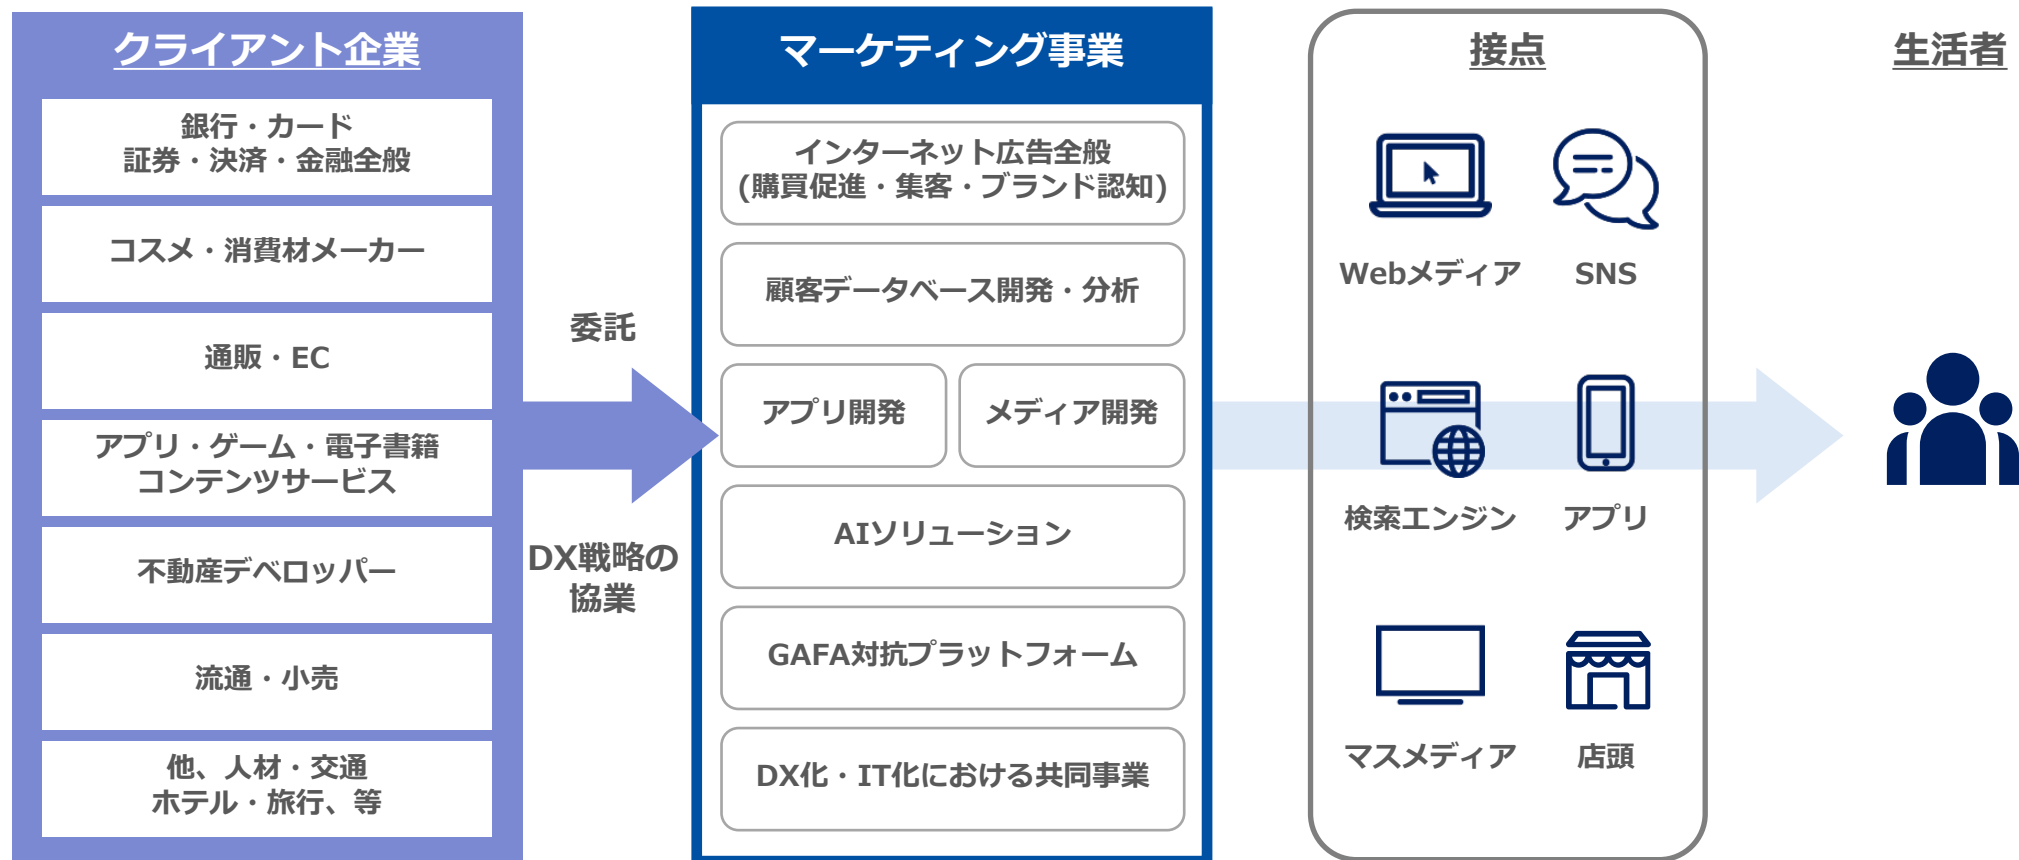 クライアント企業
銀行・カード
証券・決済・金融全般
コスメ・消費材メーカー
通販・EC
アプリ・ゲーム・電子書籍
コンテンツサービス
不動産デベロッパー
流通・小売
他、人材・交通
ホテル・旅行、等
委託
DX戦略の
協業
マーケティング事業
インターネット広告全般
(購買促進・集客・ブランド認知)
顧客データベース開発・分析
アプリ開発
メディア開発
AIソリューション
GAFA対抗プラットフォーム
DX化・IT化における共同事業
接点
Webメディア
SNS
検索エンジン
アプリ
マスメディア
店頭
生活者